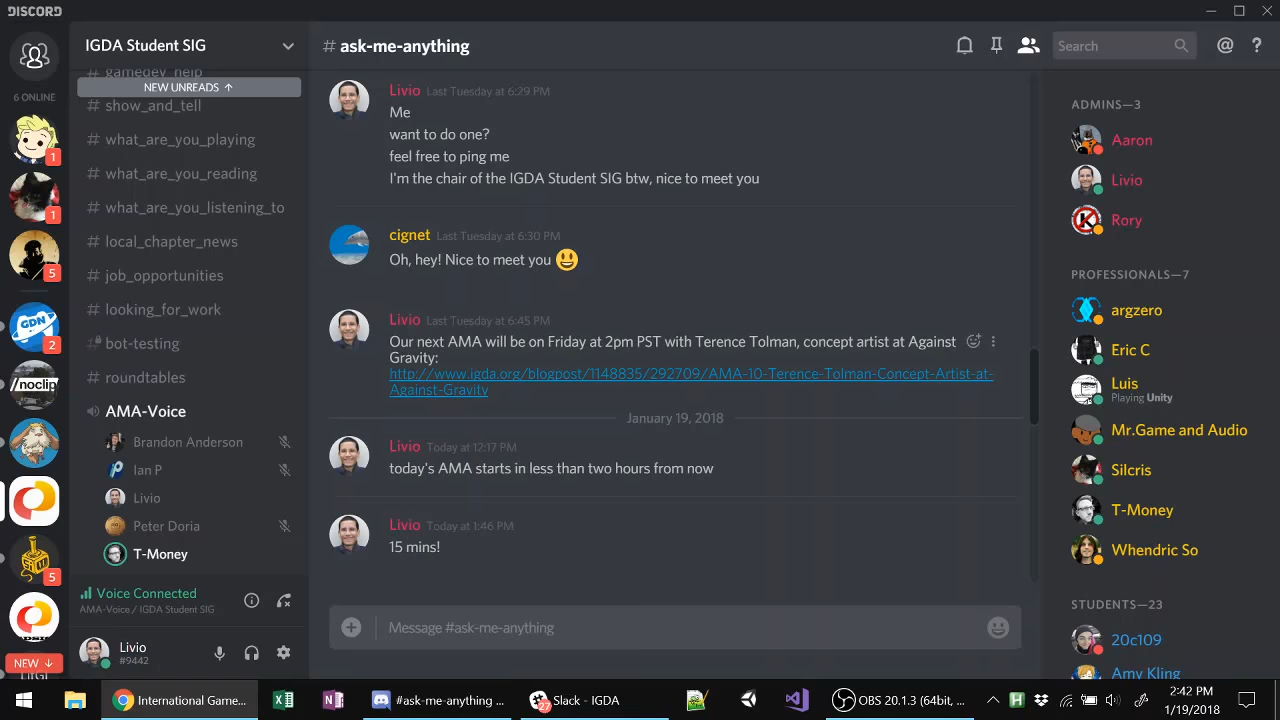 DISCORD
6 ONLINE
1
1
5
GDN
2
/noclip
5
NEW ↓
IGDA Student SIG
# gamedev_help
NEW UNREADS ↑
# show_and_tell
# what_are_you_playing
# what_are_you_reading
# what_are_you_listening_to
# local_chapter_news
# job_opportunities
# looking_for_work
# bot-testing
# roundtables
AMA-Voice
Brandon Anderson
Ian P
Livio
Peter Doria
T-Money
Voice Connected
AMA-Voice / IGDA Student SIG
Livio
#9442
# ask-me-anything
Search
Livio Last Tuesday at 6:29 PM
Me
want to do one?
feel free to ping me
I'm the chair of the IGDA Student SIG btw, nice to meet you
cignet Last Tuesday at 6:30 PM
Oh, hey! Nice to meet you 😃
Livio Last Tuesday at 6:45 PM
Our next AMA will be on Friday at 2pm PST with Terence Tolman, concept artist at Against
Gravity:
http://www.igda.org/blogpost/1148835/292709/AMA-10-Terence-Tolman-Concept-Artist-at-
Against-Gravity
January 19, 2018
Livio Today at 12:17 PM
today's AMA starts in less than two hours from now
Livio Today at 1:46 PM
15 mins!
Message #ask-me-anything
ADMINS—3
Aaron
Livio
Rory
PROFESSIONALS—7
argzero
Eric C
Luis
Playing Unity
Mr.Game and Audio
Silcris
T-Money
Whendric So
STUDENTS—23
20c109
Amy Kling
International Game...
#ask-me-anything ...
27
Slack - IGDA
OBS 20.1.3 (64bit, ...
2:42 PM
1/19/2018